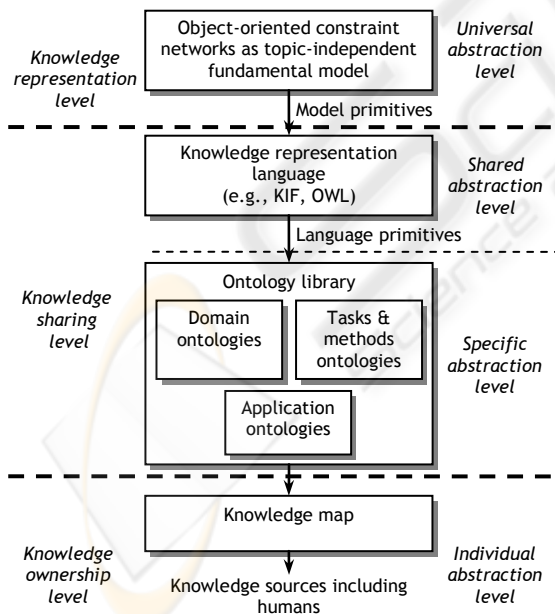 Object-oriented constraint
networks as topic-independent
fundamental model
Knowledge
representation
level
Universal
abstraction
level
Model primitives
Knowledge representation
language
(e.g., KIF, OWL)
Shared
abstraction
level
Language primitives
Knowledge
sharing
level
Ontology library
Domain
ontologies
Tasks &
methods
ontologies
Application
ontologies
Specific
abstraction
level
Knowledge map
Knowledge
ownership
level
Knowledge sources including
humans
Individual
abstraction
level